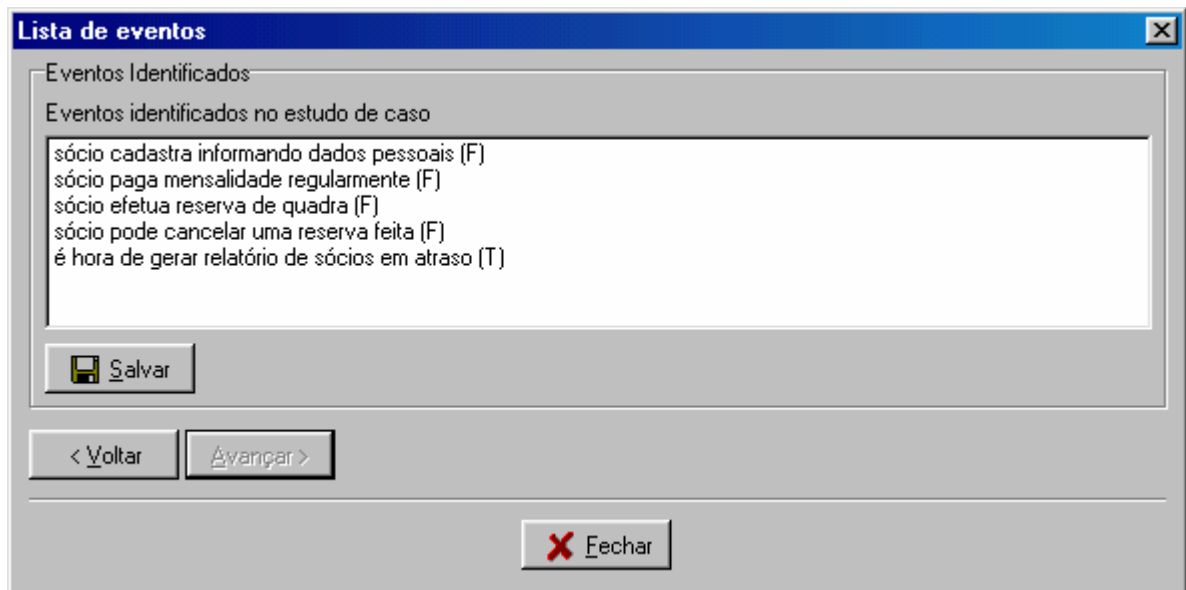 Lista de eventos
Eventos Identificados
Eventos identificados no estudo de caso
sócio cadastra informando dados pessoais (F)
sócio paga mensalidade regularmente (F)
sócio efetua reserva de quadra (F)
sócio pode cancelar uma reserva feita (F)
é hora de gerar relatório de sócios em atraso (T)
Salvar
< Voltar Avançar >
Fechar